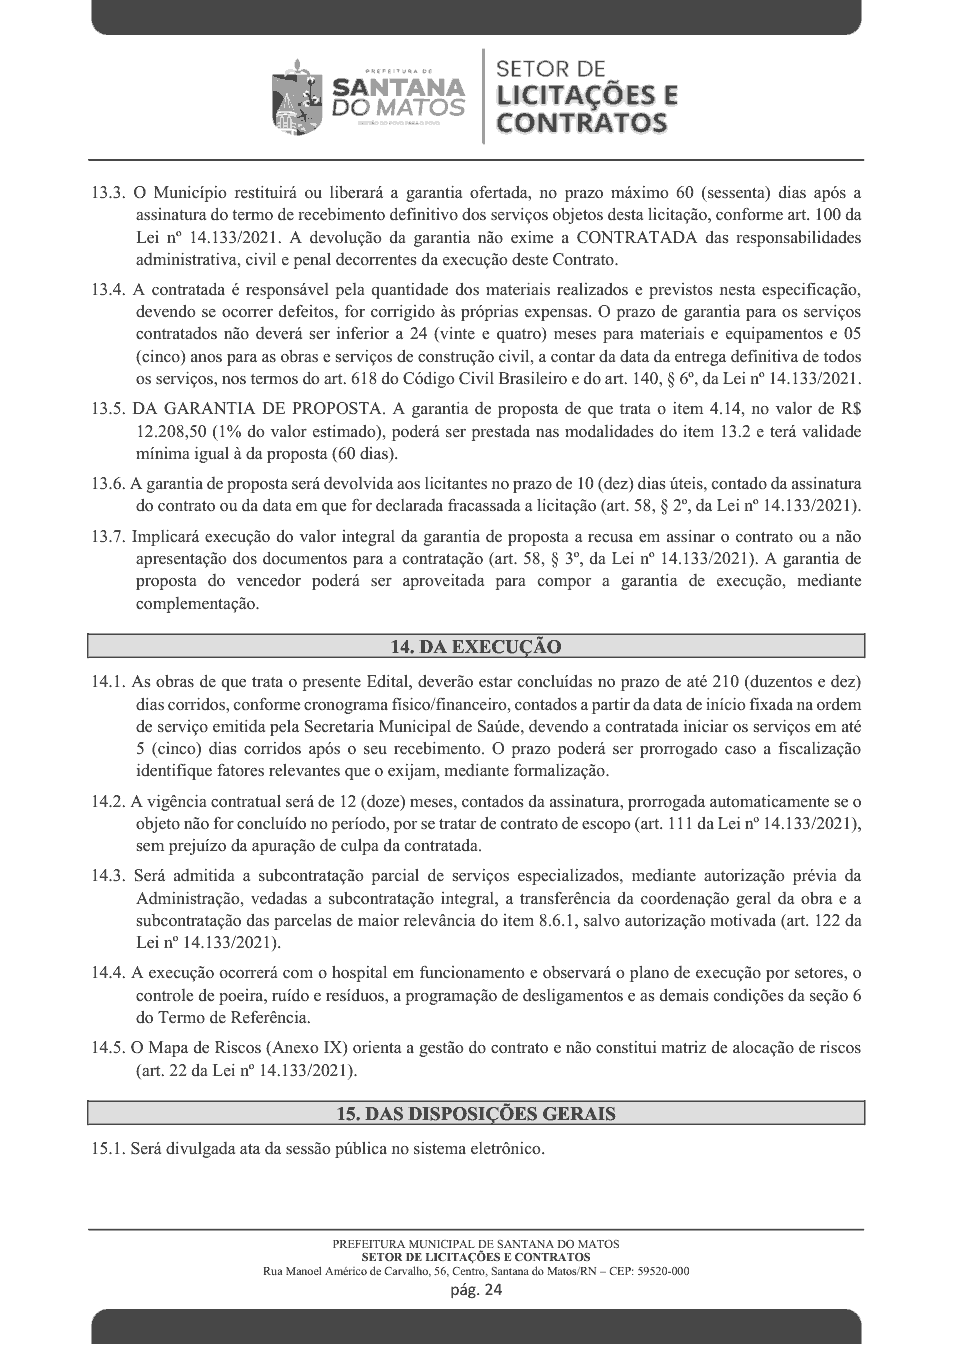 PREFEITURA DE
SANTANA
DO MATOS
GESTÃO DO POVO PARA O POVO
SETOR DE
LICITAÇÕES E
CONTRATOS
13.3. O Município restituirá ou liberará a garantia ofertada, no prazo máximo 60 (sessenta) dias após a
assinatura do termo de recebimento definitivo dos serviços objetos desta licitação, conforme art. 100 da
Lei nº 14.133/2021. A devolução da garantia não exime a CONTRATADA das responsabilidades
administrativa, civil e penal decorrentes da execução deste Contrato.
13.4. A contratada é responsável pela quantidade dos materiais realizados e previstos nesta especificação,
devendo se ocorrer defeitos, for corrigido às próprias expensas. O prazo de garantia para os serviços
contratados não deverá ser inferior a 24 (vinte e quatro) meses para materiais e equipamentos e 05
(cinco) anos para as obras e serviços de construção civil, a contar da data da entrega definitiva de todos
os serviços, nos termos do art. 618 do Código Civil Brasileiro e do art. 140, § 6º, da Lei nº 14.133/2021.
13.5. DA GARANTIA DE PROPOSTA. A garantia de proposta de que trata o item 4.14, no valor de R$
12.208,50 (1% do valor estimado), poderá ser prestada nas modalidades do item 13.2 e terá validade
mínima igual à da proposta (60 dias).
13.6. A garantia de proposta será devolvida aos licitantes no prazo de 10 (dez) dias úteis, contado da assinatura
do contrato ou da data em que for declarada fracassada a licitação (art. 58, § 2º, da Lei nº 14.133/2021).
13.7. Implicará execução do valor integral da garantia de proposta a recusa em assinar o contrato ou a não
apresentação dos documentos para a contratação (art. 58, § 3º, da Lei nº 14.133/2021). A garantia de
proposta do vencedor poderá ser aproveitada para compor a garantia de execução, mediante
complementação.
14. DA EXECUÇÃO
14.1. As obras de que trata o presente Edital, deverão estar concluídas no prazo de até 210 (duzentos e dez)
dias corridos, conforme cronograma físico/financeiro, contados a partir da data de início fixada na ordem
de serviço emitida pela Secretaria Municipal de Saúde, devendo a contratada iniciar os serviços em até
5 (cinco) dias corridos após o seu recebimento. O prazo poderá ser prorrogado caso a fiscalização
identifique fatores relevantes que o exijam, mediante formalização.
14.2. A vigência contratual será de 12 (doze) meses, contados da assinatura, prorrogada automaticamente se o
objeto não for concluído no período, por se tratar de contrato de escopo (art. 111 da Lei nº 14.133/2021),
sem prejuízo da apuração de culpa da contratada.
14.3. Será admitida a subcontratação parcial de serviços especializados, mediante autorização prévia da
Administração, vedadas a subcontratação integral, a transferência da coordenação geral da obra e a
subcontratação das parcelas de maior relevância do item 8.6.1, salvo autorização motivada (art. 122 da
Lei nº 14.133/2021).
14.4. A execução ocorrerá com o hospital em funcionamento e observará o plano de execução por setores, o
controle de poeira, ruído e resíduos, a programação de desligamentos e as demais condições da seção 6
do Termo de Referência.
14.5. O Mapa de Riscos (Anexo IX) orienta a gestão do contrato e não constitui matriz de alocação de riscos
(art. 22 da Lei nº 14.133/2021).
15. DAS DISPOSIÇÕES GERAIS
15.1. Será divulgada ata da sessão pública no sistema eletrônico.
PREFEITURA MUNICIPAL DE SANTANA DO MATOS
SETOR DE LICITAÇÕES E CONTRATOS
Rua Manoel Américo de Carvalho, 56, Centro, Santana do Matos/RN – CEP: 59520-000
pág. 24